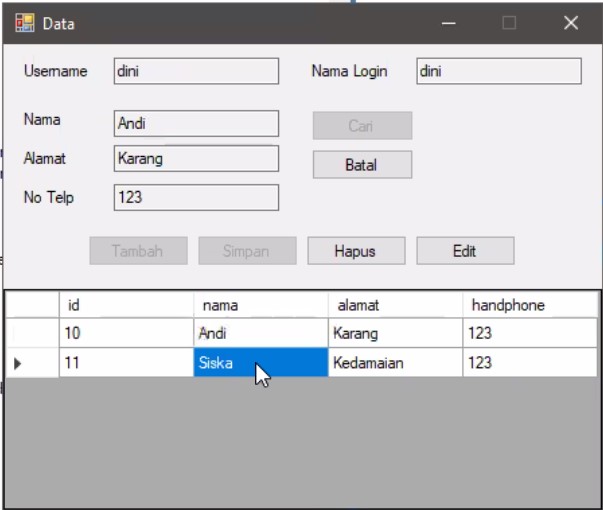 Data
Username dini Nama Login dini
Nama Andi Cari
Alamat Karang Batal
No Telp 123
Tambah Simpan Hapus Edit
id nama alamat handphone
10 Andi Karang 123
11 Siska Kedamaian 123